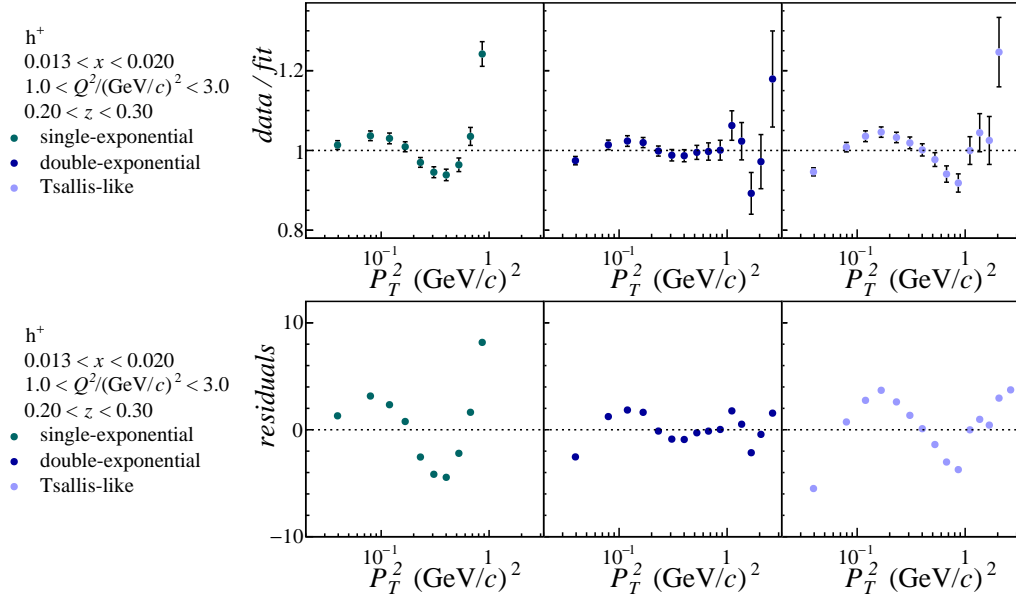 h⁺
0.013 < x < 0.020
1.0 < Q²/(GeV/c)² < 3.0
0.20 < z < 0.30
single-exponential
double-exponential
Tsallis-like
data / fit
1.2
1
0.8
10⁻¹ 1 10⁻¹ 1 10⁻¹ 1
P_T² (GeV/c)² P_T² (GeV/c)² P_T² (GeV/c)²
h⁺
0.013 < x < 0.020
1.0 < Q²/(GeV/c)² < 3.0
0.20 < z < 0.30
single-exponential
double-exponential
Tsallis-like
residuals
10
0
−10
10⁻¹ 1 10⁻¹ 1 10⁻¹ 1
P_T² (GeV/c)² P_T² (GeV/c)² P_T² (GeV/c)²